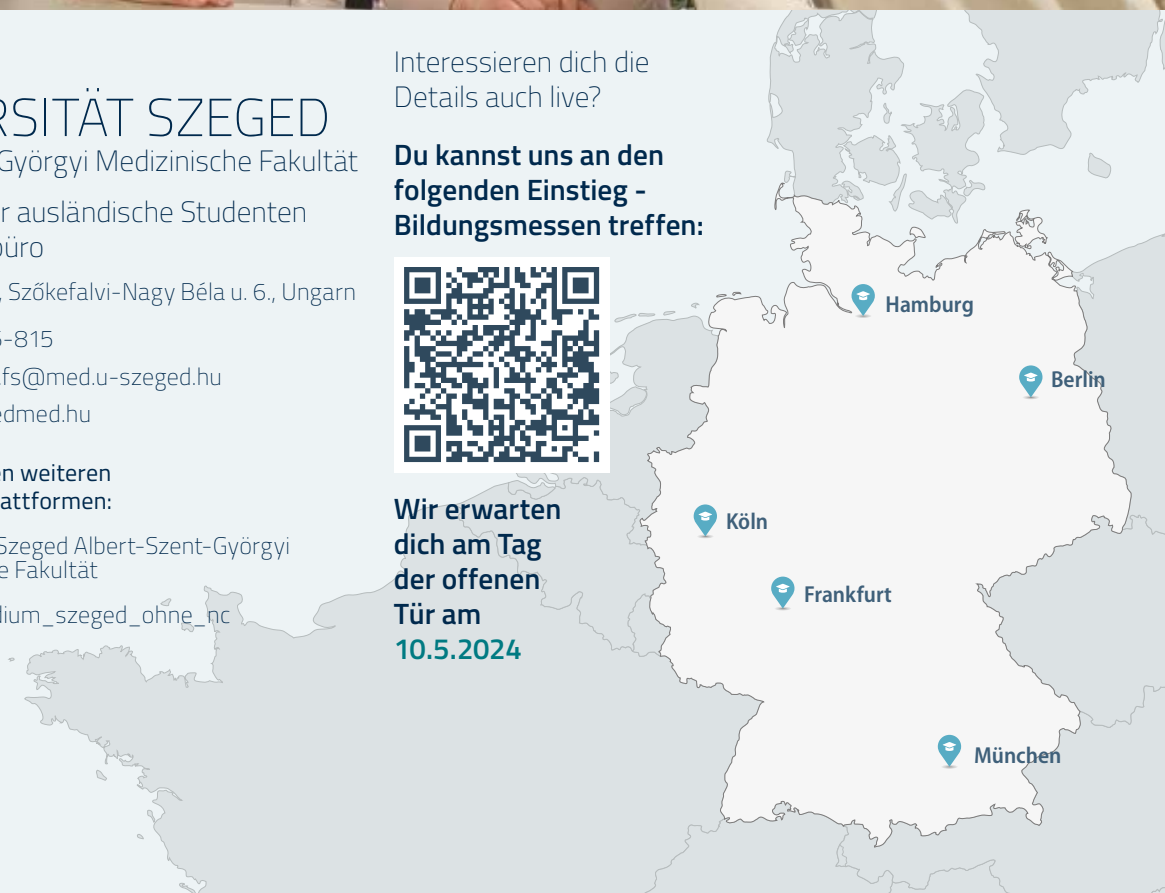 RSITÄT SZEGED
Györgyi Medizinische Fakultät
r ausländische Studenten
büro
, Szőkefalvi-Nagy Béla u. 6., Ungarn
-815
fs@med.u-szeged.hu
edmed.hu
en weiteren
attformen:
Szeged Albert-Szent-Györgyi
e Fakultät
dium_szeged_ohne_nc
Interessieren dich die
Details auch live?
Du kannst uns an den
folgenden Einstieg -
Bildungsmessen treffen:
Wir erwarten
dich am Tag
der offenen
Tür am
10.5.2024
Hamburg
Berlin
Köln
Frankfurt
München